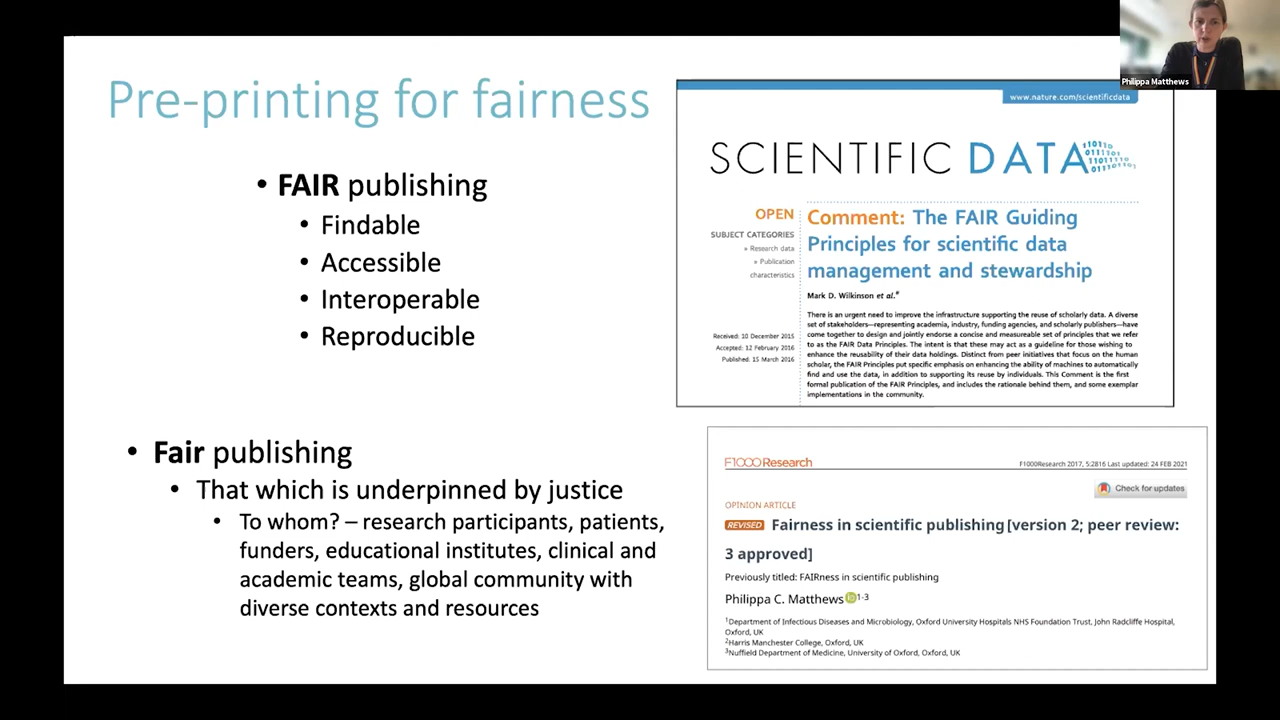 Philippa Matthews
Pre-printing for fairness
• FAIR publishing
• Findable
• Accessible
• Interoperable
• Reproducible
• Fair publishing
• That which is underpinned by justice
• To whom? – research participants, patients,
funders, educational institutes, clinical and
academic teams, global community with
diverse contexts and resources
www.nature.com/scientificdata
SCIENTIFIC DATA
OPEN
SUBJECT CATEGORIES
» Research data
» Publication
characteristics
Received: 10 December 2015
Accepted: 12 February 2016
Published: 15 March 2016
Comment: The FAIR Guiding
Principles for scientific data
management and stewardship
Mark D. Wilkinson et al.#
There is an urgent need to improve the infrastructure supporting the reuse of scholarly data. A diverse
set of stakeholders—representing academia, industry, funding agencies, and scholarly publishers—have
come together to design and jointly endorse a concise and measureable set of principles that we refer
to as the FAIR Data Principles. The intent is that these may act as a guideline for those wishing to
enhance the reusability of their data holdings. Distinct from peer initiatives that focus on the human
scholar, the FAIR Principles put specific emphasis on enhancing the ability of machines to automatically
find and use the data, in addition to supporting its reuse by individuals. This Comment is the first
formal publication of the FAIR Principles, and includes the rationale behind them, and some exemplar
implementations in the community.
F1000Research
F1000Research 2017, 5:2816 Last updated: 24 FEB 2021
Check for updates
OPINION ARTICLE
REVISED Fairness in scientific publishing [version 2; peer review:
3 approved]
Previously titled: FAIRness in scientific publishing
Philippa C. Matthews iD 1-3
1Department of Infectious Diseases and Microbiology, Oxford University Hospitals NHS Foundation Trust, John Radcliffe Hospital,
Oxford, UK
2Harris Manchester College, Oxford, UK
3Nuffield Department of Medicine, University of Oxford, Oxford, UK